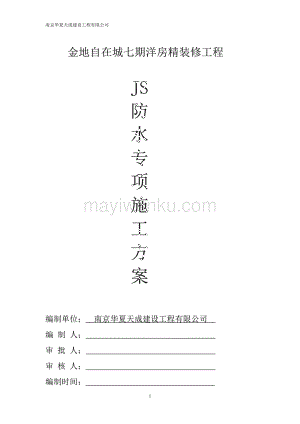 南京华夏天成建设工程有限公司
金地自在城七期洋房精装修工程
JS
防
水
专
项
施
工
方
案
mayiwenku.com
编制单位：南京华夏天成建设工程有限公司
编 制 人：
审 批 人：
审 核 人：
编制时间：
1